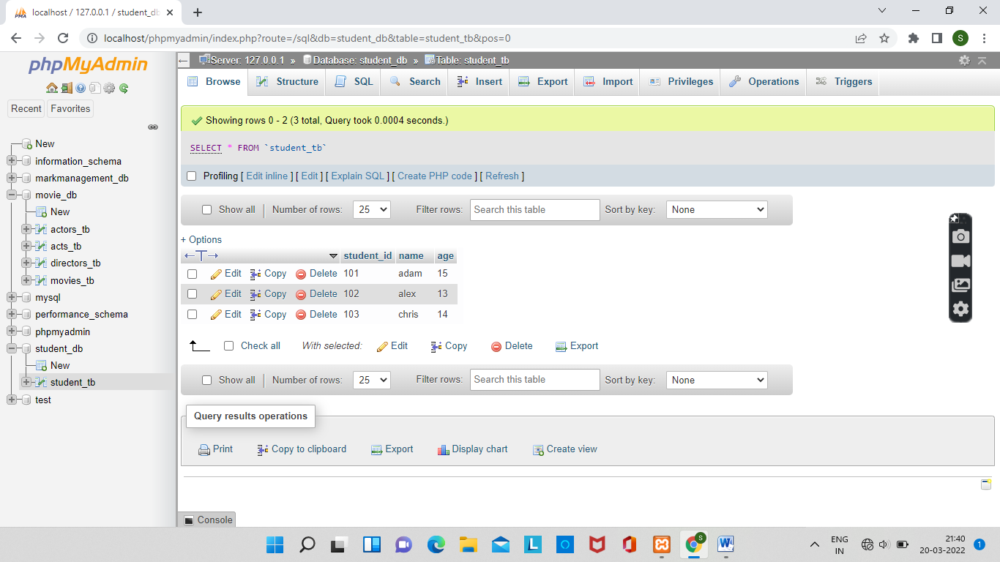 localhost / 127.0.0.1 / student_db
localhost/phpmyadmin/index.php?route=/sql&db=student_db&table=student_tb&pos=0
S
phpMyAdmin
Recent Favorites
New
information_schema
markmanagement_db
movie_db
New
actors_tb
acts_tb
directors_tb
movies_tb
mysql
performance_schema
phpmyadmin
student_db
New
student_tb
test
Server: 127.0.0.1 » Database: student_db » Table: student_tb
Browse Structure SQL Search Insert Export Import Privileges Operations Triggers
Showing rows 0 - 2 (3 total, Query took 0.0004 seconds.)
SELECT * FROM `student_tb`
Profiling [ Edit inline ] [ Edit ] [ Explain SQL ] [ Create PHP code ] [ Refresh ]
Show all Number of rows: 25 Filter rows: Search this table Sort by key: None
+ Options
←T→ student_id name age
Edit Copy Delete 101 adam 15
Edit Copy Delete 102 alex 13
Edit Copy Delete 103 chris 14
Check all With selected: Edit Copy Delete Export
Show all Number of rows: 25 Filter rows: Search this table Sort by key: None
Query results operations
Print Copy to clipboard Export Display chart Create view
Console
ENG
IN
21:40
20-03-2022
1